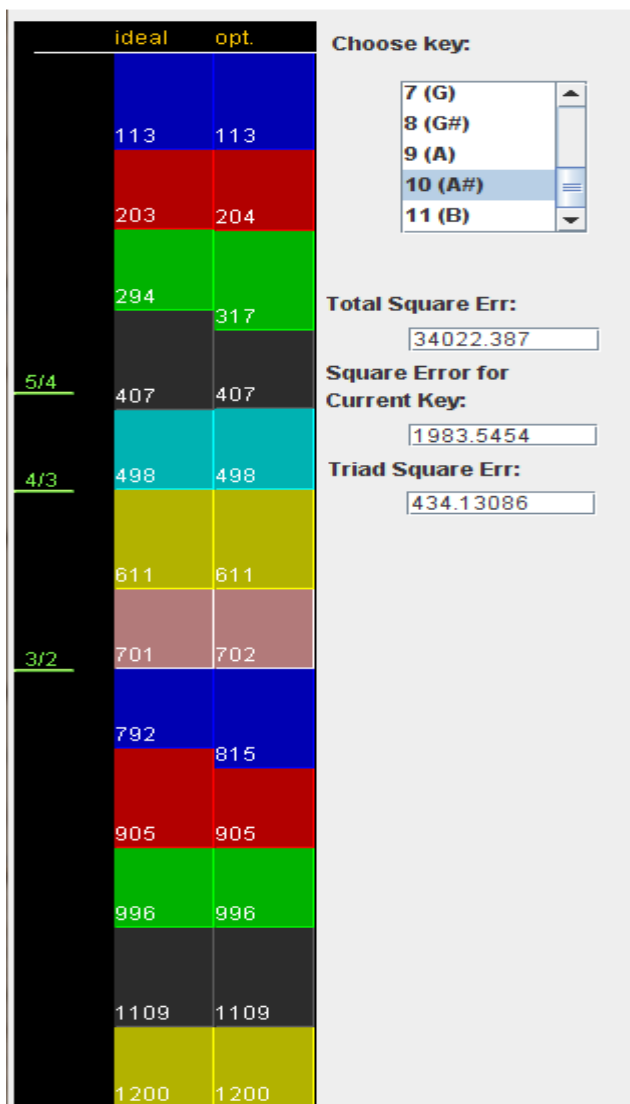 ideal opt.
113 113
203 204
294 317
5/4
407 407
4/3
498 498
611 611
3/2
701 702
792 815
905 905
996 996
1109 1109
1200 1200
Choose key:
7 (G)
8 (G#)
9 (A)
10 (A#)
11 (B)
Total Square Err:
34022.387
Square Error for
Current Key:
1983.5454
Triad Square Err:
434.13086